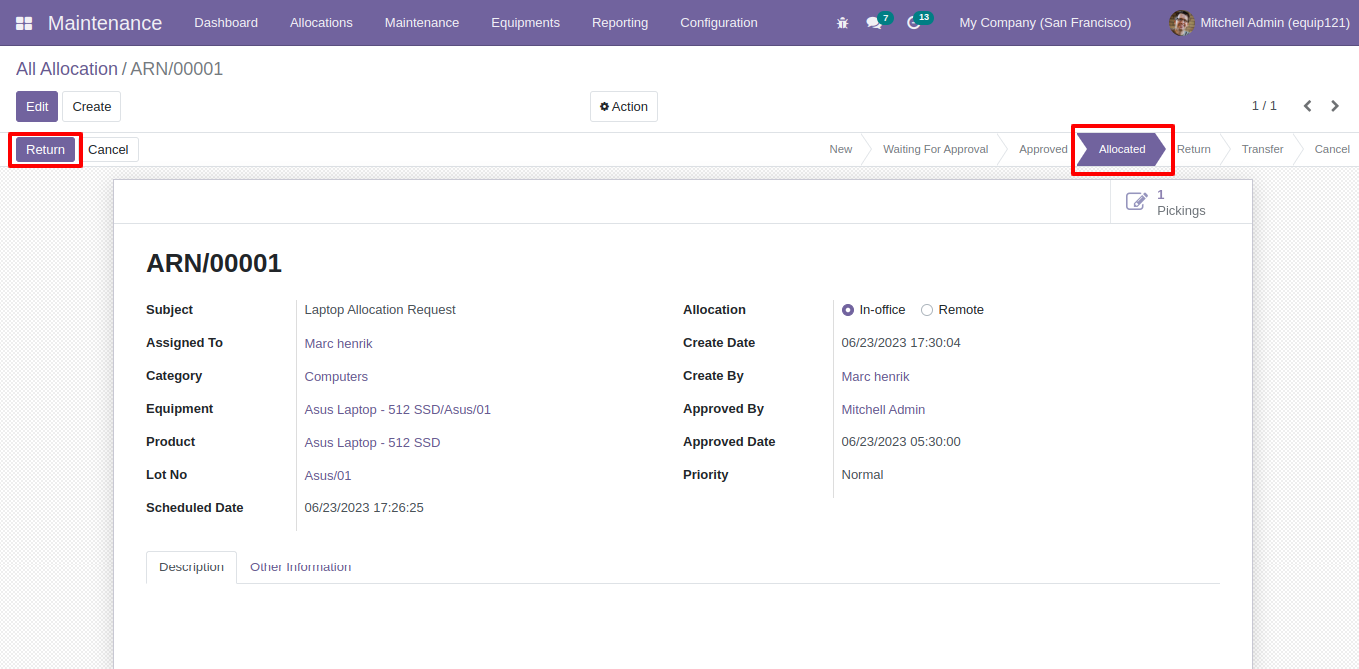 Maintenance Dashboard Allocations Maintenance Equipments Reporting Configuration 7 13 My Company (San Francisco) Mitchell Admin (equip121)
All Allocation / ARN/00001
Edit Create Action 1 / 1
Return Cancel New Waiting For Approval Approved Allocated Return Transfer Cancel
1
Pickings
ARN/00001
Subject Laptop Allocation Request Allocation In-office Remote
Assigned To Marc henrik Create Date 06/23/2023 17:30:04
Category Computers Create By Marc henrik
Equipment Asus Laptop - 512 SSD/Asus/01 Approved By Mitchell Admin
Product Asus Laptop - 512 SSD Approved Date 06/23/2023 05:30:00
Lot No Asus/01 Priority Normal
Scheduled Date 06/23/2023 17:26:25
Description Other Information